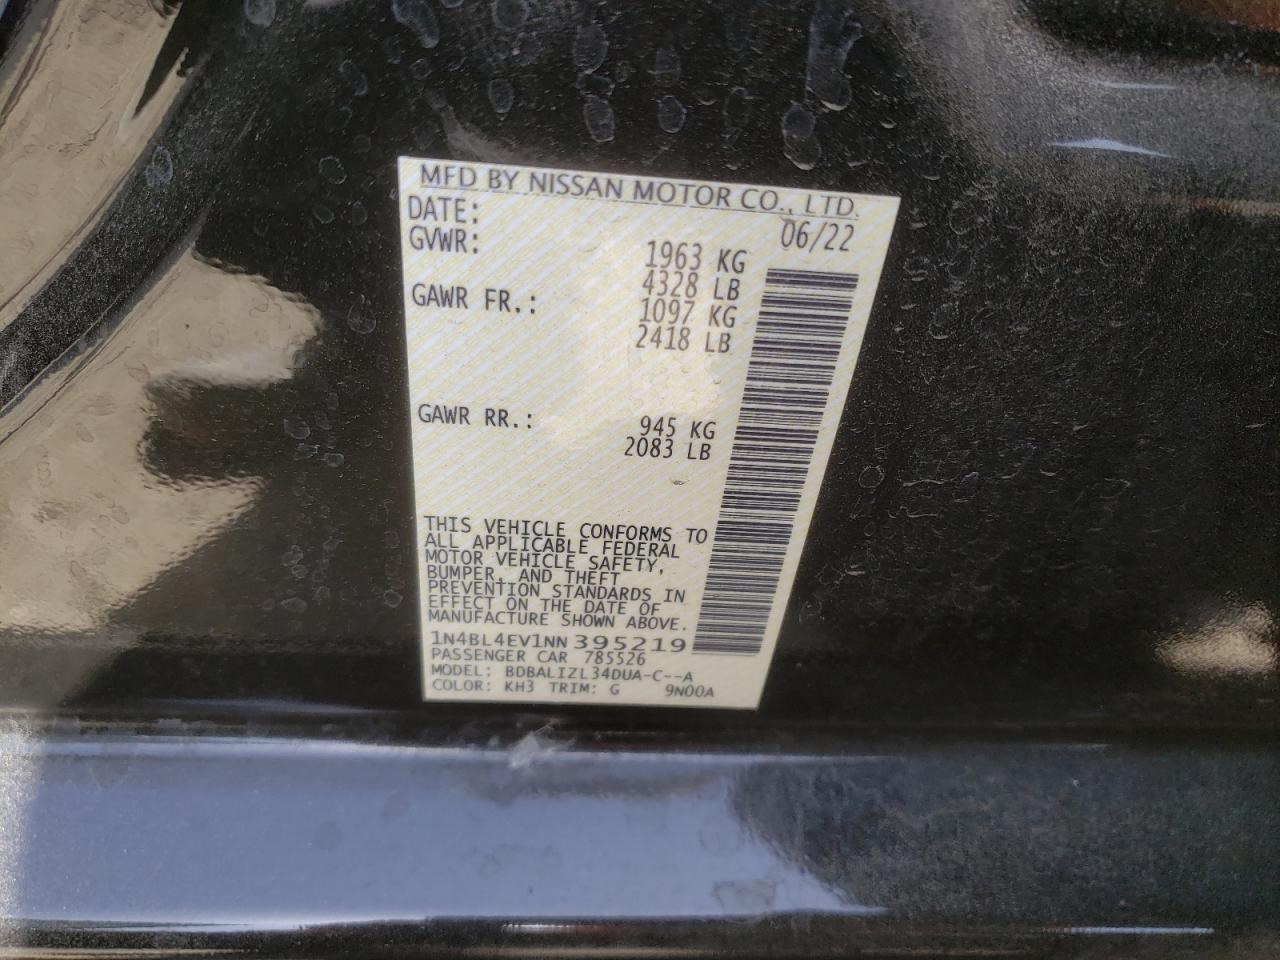 MFD BY NISSAN MOTOR CO., LTD.
DATE: 06/22
GVWR: 1963 KG
4328 LB
GAWR FR.: 1097 KG
2418 LB
GAWR RR.: 945 KG
2083 LB
THIS VEHICLE CONFORMS TO
ALL APPLICABLE FEDERAL
MOTOR VEHICLE SAFETY,
BUMPER, AND THEFT
PREVENTION STANDARDS IN
EFFECT ON THE DATE OF
MANUFACTURE SHOWN ABOVE.
1N4BL4EV1NN395219
PASSENGER CAR 785526
MODEL: BDBALIZL34DUA-C--A
COLOR: KH3 TRIM: G 9N00A